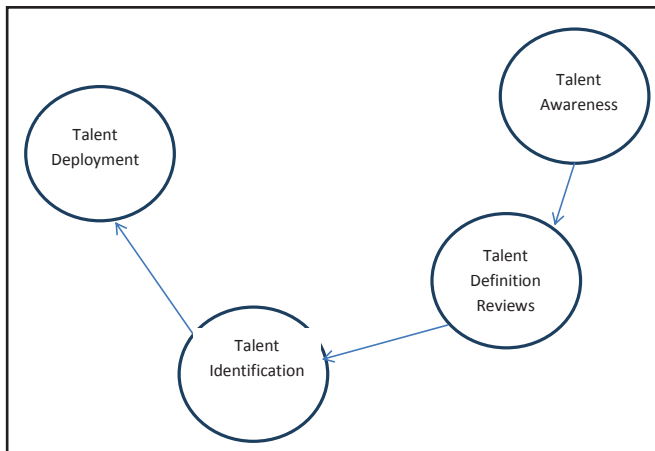 Talent
Awareness
Talent
Deployment
Talent
Definition
Reviews
Talent
Identification